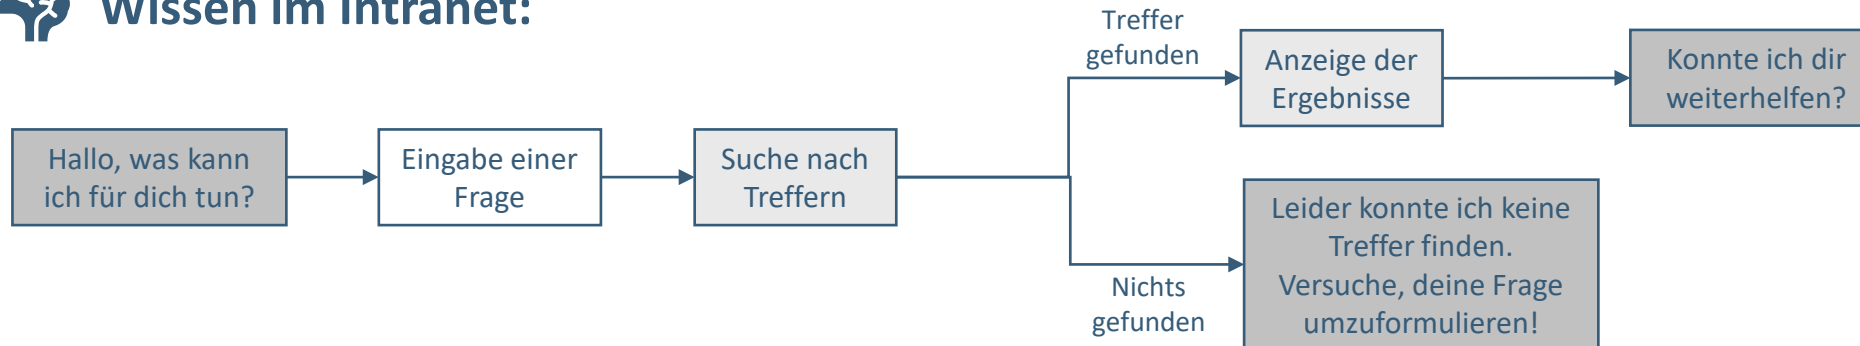 Wissen im Intranet:
Hallo, was kann
ich für dich tun?
Eingabe einer
Frage
Suche nach
Treffern
Treffer
gefunden
Anzeige der
Ergebnisse
Konnte ich dir
weiterhelfen?
Nichts
gefunden
Leider konnte ich keine
Treffer finden.
Versuche, deine Frage
umzuformulieren!